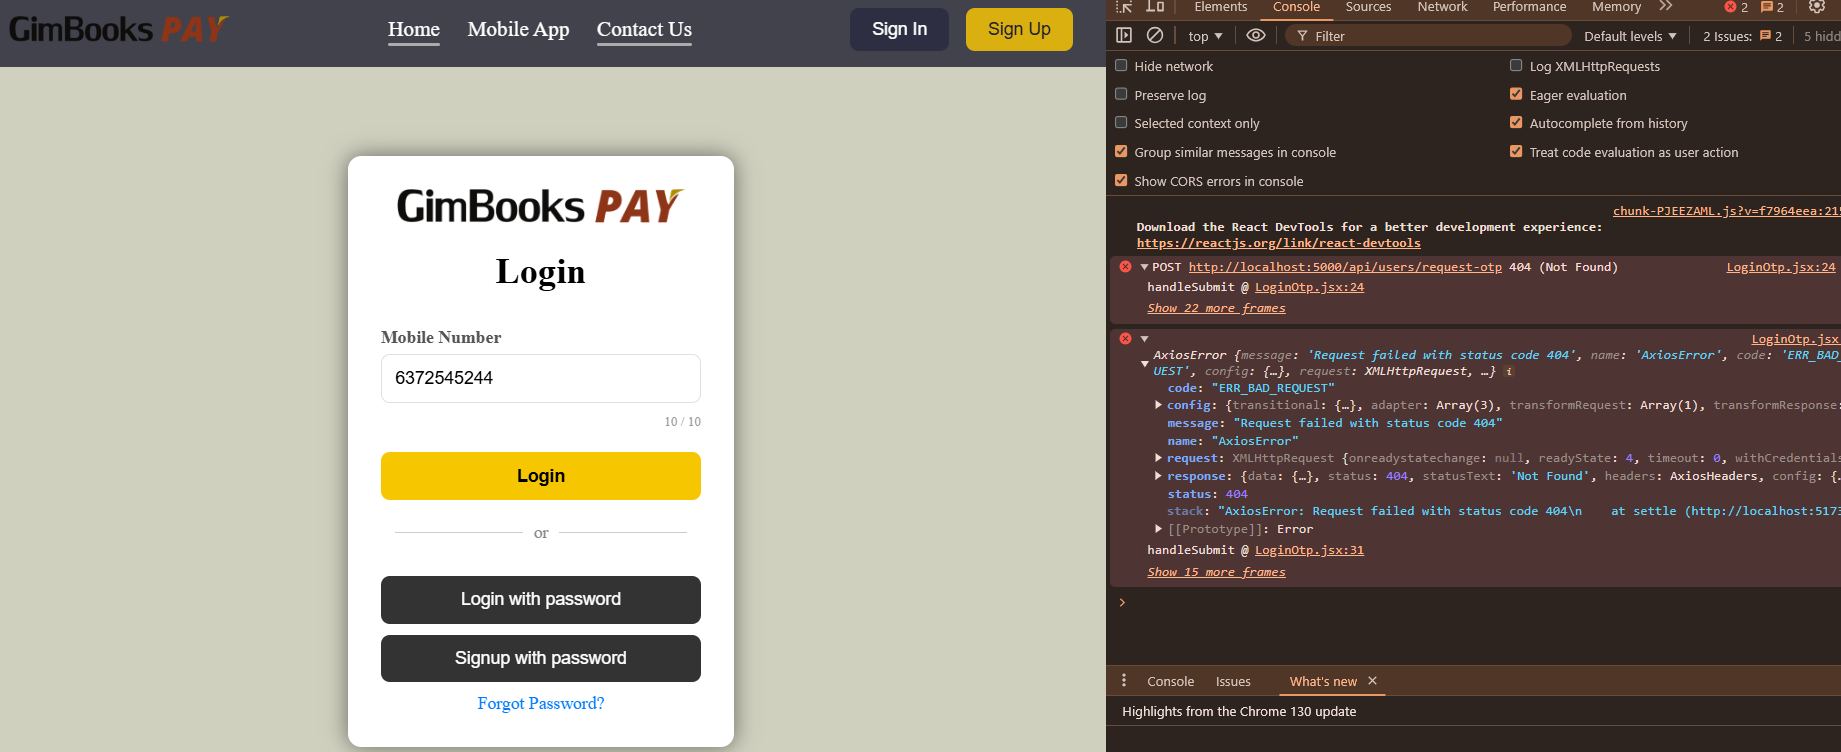 GimBooks PAY
Home Mobile App Contact Us
Sign In Sign Up
GimBooks PAY
Login
Mobile Number
6372545244
10 / 10
Login
or
Login with password
Signup with password
Forgot Password?
Elements Console Sources Network Performance Memory 2 2
top Filter Default levels 2 Issues: 2 5 hidd
Hide network
Log XMLHttpRequests
Preserve log
Eager evaluation
Selected context only
Autocomplete from history
Group similar messages in console
Treat code evaluation as user action
Show CORS errors in console
chunk-PJEEZAML.js?v=f7964eea:215
Download the React DevTools for a better development experience:
https://reactjs.org/link/react-devtools
POST http://localhost:5000/api/users/request-otp 404 (Not Found) LoginOtp.jsx:24
handleSubmit @ LoginOtp.jsx:24
Show 22 more frames
LoginOtp.jsx
AxiosError {message: 'Request failed with status code 404', name: 'AxiosError', code: 'ERR_BAD_
UEST', config: {…}, request: XMLHttpRequest, …} i
code: "ERR_BAD_REQUEST"
config: {transitional: {…}, adapter: Array(3), transformRequest: Array(1), transformResponse:
message: "Request failed with status code 404"
name: "AxiosError"
request: XMLHttpRequest {onreadystatechange: null, readyState: 4, timeout: 0, withCredentials
response: {data: {…}, status: 404, statusText: 'Not Found', headers: AxiosHeaders, config: {…
status: 404
stack: "AxiosError: Request failed with status code 404\n    at settle (http://localhost:5173
[[Prototype]]: Error
handleSubmit @ LoginOtp.jsx:31
Show 15 more frames
Console Issues What's new
Highlights from the Chrome 130 update